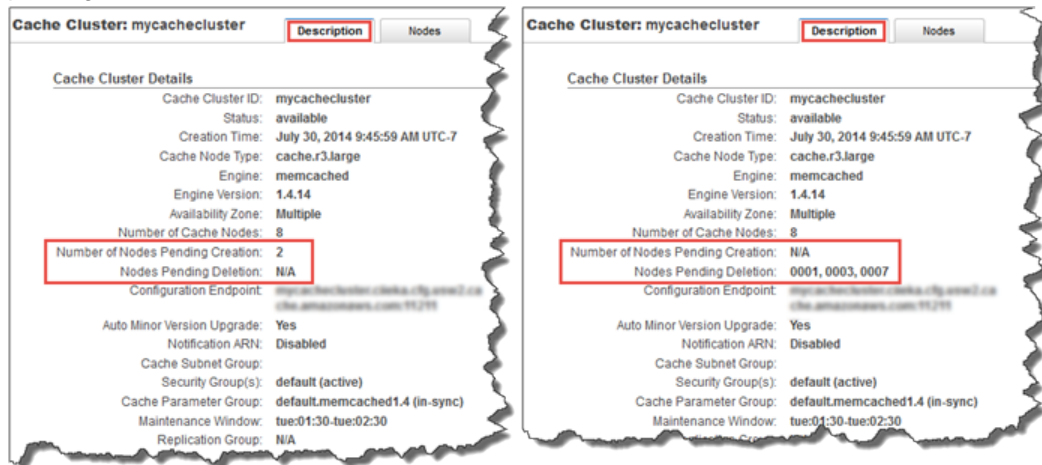 Cache Cluster: mycachecluster
Description
Nodes
Cache Cluster Details
Cache Cluster ID: mycachecluster
Status: available
Creation Time: July 30, 2014 9:45:59 AM UTC-7
Cache Node Type: cache.r3.large
Engine: memcached
Engine Version: 1.4.14
Availability Zone: Multiple
Number of Cache Nodes: 8
Number of Nodes Pending Creation: 2
Nodes Pending Deletion: N/A
Configuration Endpoint:
Auto Minor Version Upgrade: Yes
Notification ARN: Disabled
Cache Subnet Group:
Security Group(s): default (active)
Cache Parameter Group: default.memcached1.4 (in-sync)
Maintenance Window: tue:01:30-tue:02:30
Replication Group: N/A
Cache Cluster: mycachecluster
Description
Nodes
Cache Cluster Details
Cache Cluster ID: mycachecluster
Status: available
Creation Time: July 30, 2014 9:45:59 AM UTC-7
Cache Node Type: cache.r3.large
Engine: memcached
Engine Version: 1.4.14
Availability Zone: Multiple
Number of Cache Nodes: 8
Number of Nodes Pending Creation: N/A
Nodes Pending Deletion: 0001, 0003, 0007
Configuration Endpoint:
Auto Minor Version Upgrade: Yes
Notification ARN: Disabled
Cache Subnet Group:
Security Group(s): default (active)
Cache Parameter Group: default.memcached1.4 (in-sync)
Maintenance Window: tue:01:30-tue:02:30